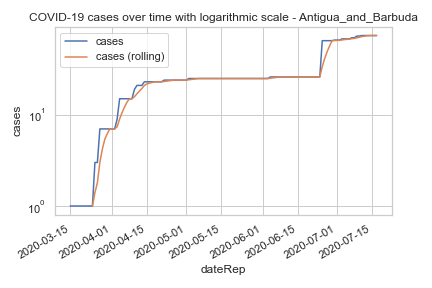 COVID-19 cases over time with logarithmic scale - Antigua_and_Barbuda
cases
cases (rolling)
cases
10¹
10⁰
2020-03-15
2020-04-01
2020-04-15
2020-05-01
2020-05-15
2020-06-01
2020-06-15
2020-07-01
2020-07-15
dateRep